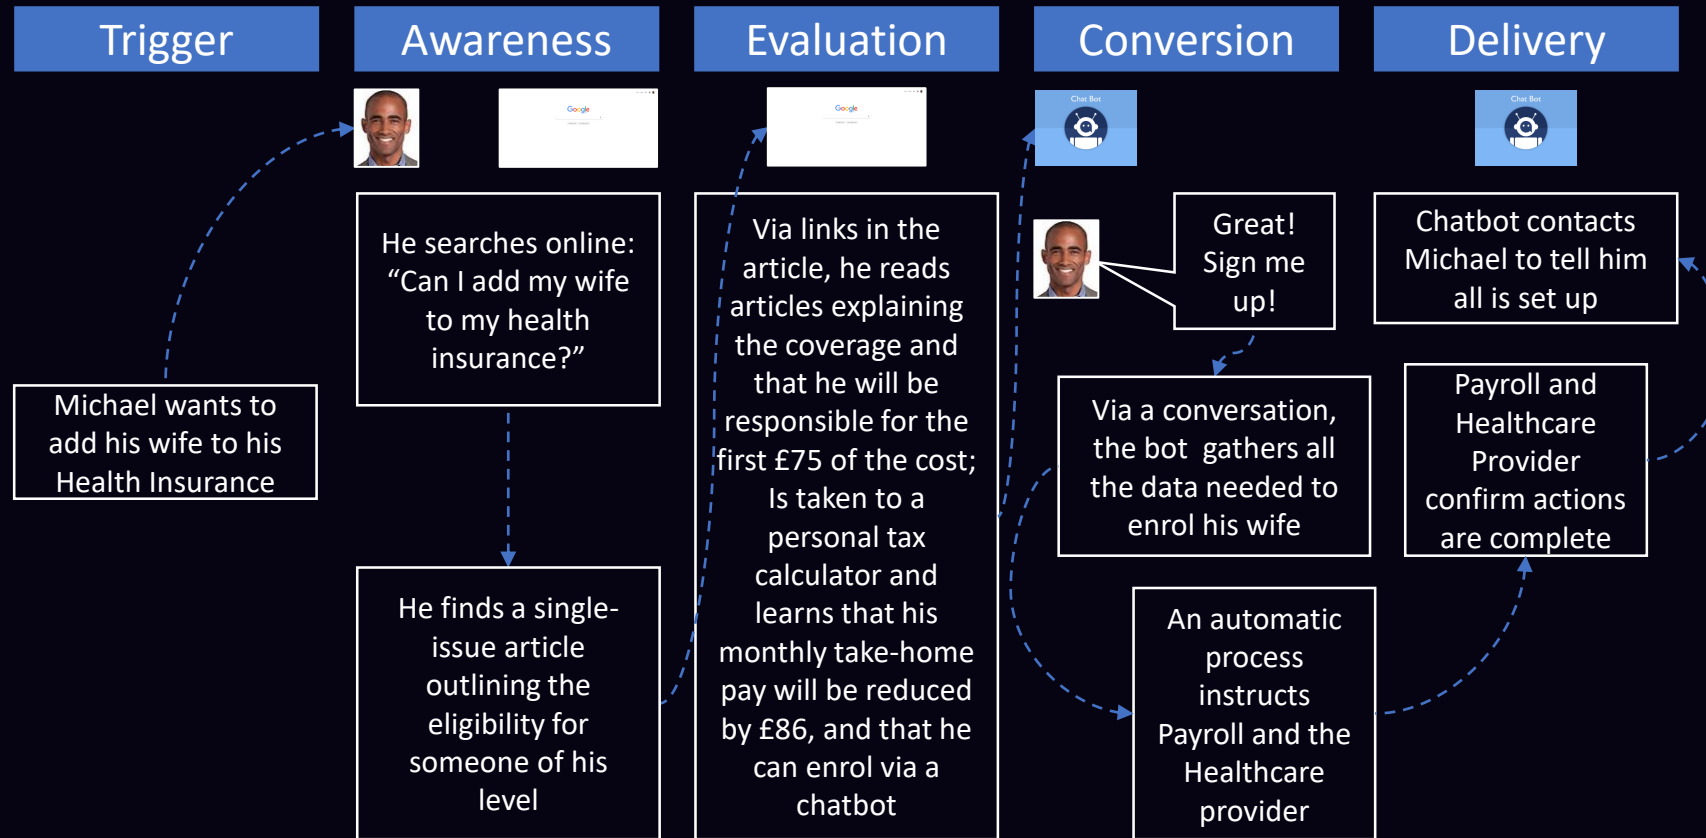 Trigger
Awareness
Evaluation
Conversion
Delivery
Michael wants to
add his wife to his
Health Insurance
Google
He searches online:
“Can I add my wife
to my health
insurance?”
He finds a single-
issue article
outlining the
eligibility for
someone of his
level
Google
Via links in the
article, he reads
articles explaining
the coverage and
that he will be
responsible for the
first £75 of the cost;
Is taken to a
personal tax
calculator and
learns that his
monthly take-home
pay will be reduced
by £86, and that he
can enrol via a
chatbot
Chat Bot
Great!
Sign me
up!
Via a conversation,
the bot  gathers all
the data needed to
enrol his wife
An automatic
process
instructs
Payroll and the
Healthcare
provider
Chat Bot
Chatbot contacts
Michael to tell him
all is set up
Payroll and
Healthcare
Provider
confirm actions
are complete